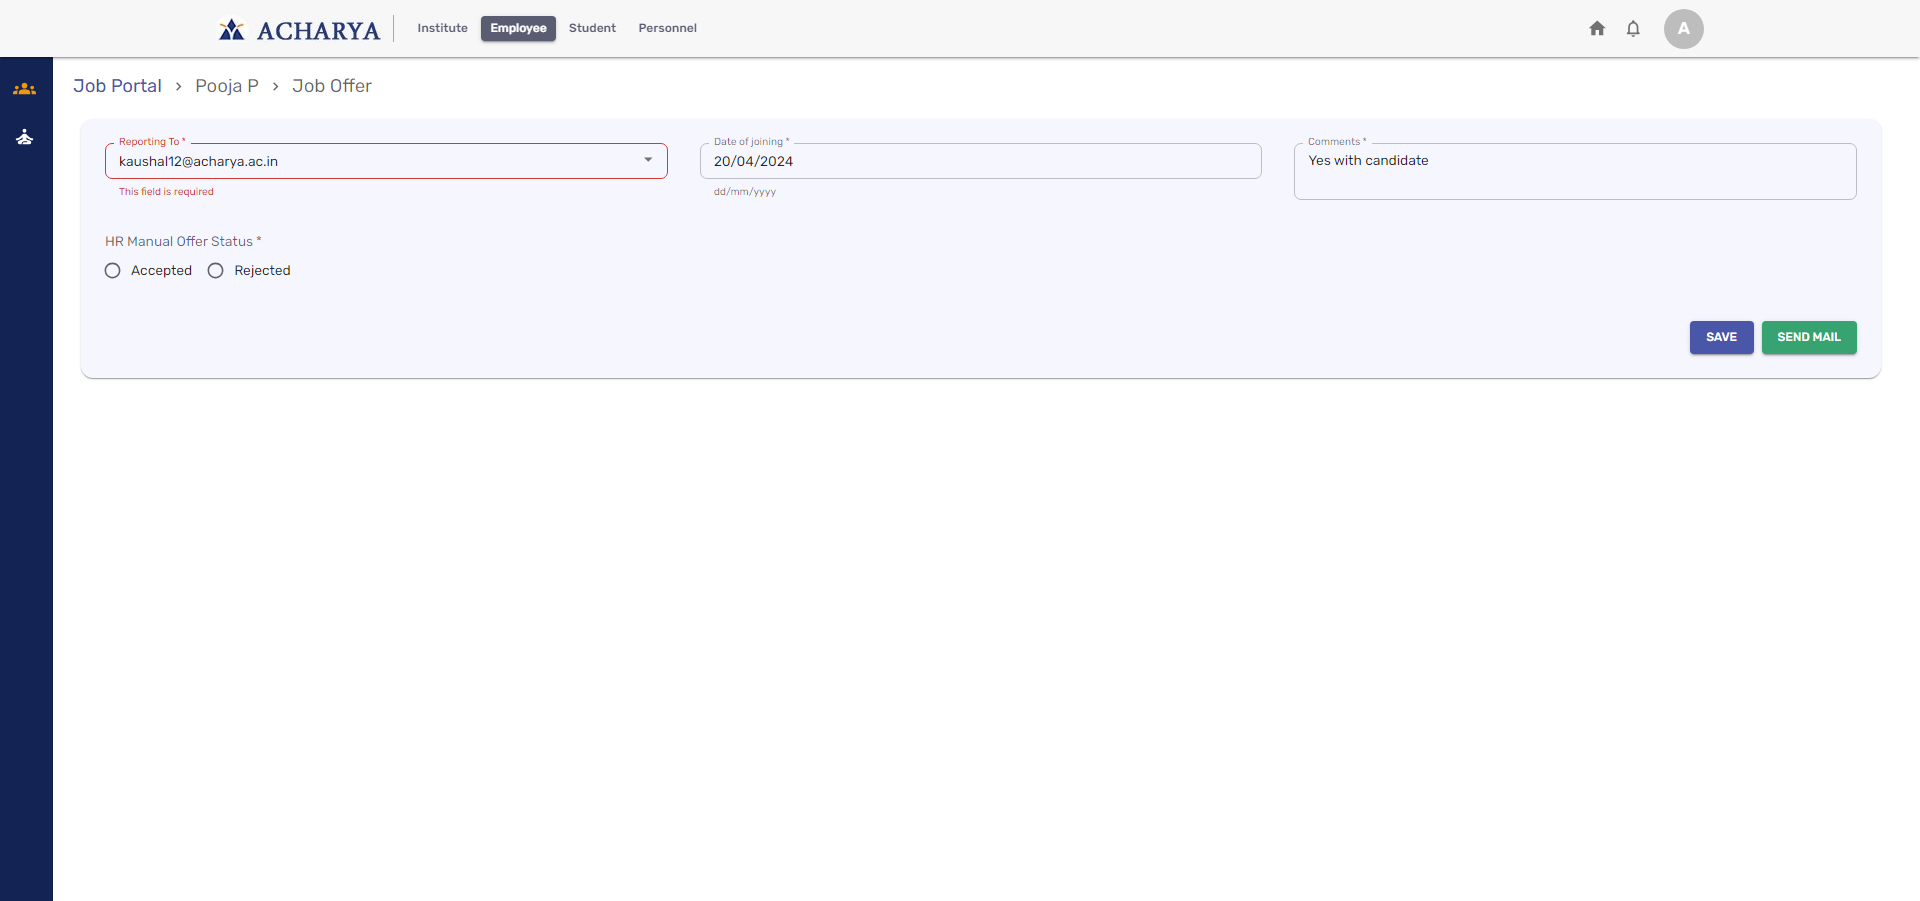 ACHARYA
Institute
Employee
Student
Personnel
A
Job Portal › Pooja P › Job Offer
Reporting To *
kaushal12@acharya.ac.in
This field is required
Date of joining *
20/04/2024
dd/mm/yyyy
Comments *
Yes with candidate
HR Manual Offer Status *
Accepted
Rejected
SAVE
SEND MAIL